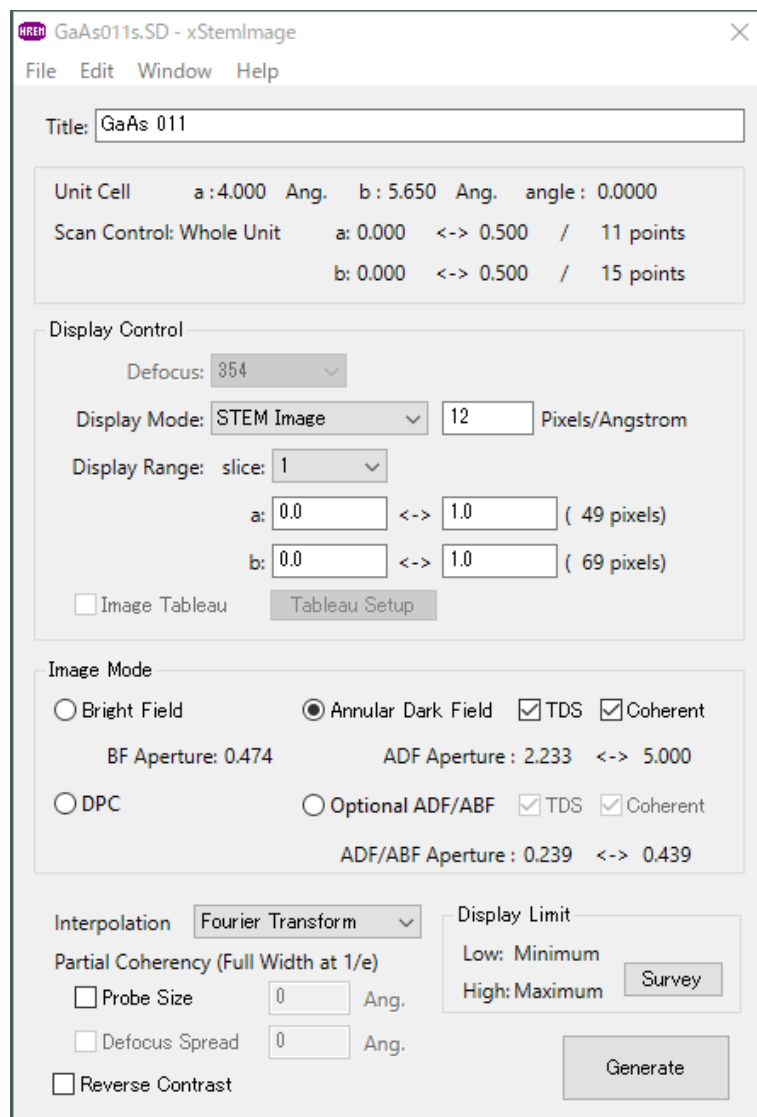 HREM GaAs011s.SD - xStemImage
File Edit Window Help
Title: GaAs 011
Unit Cell a : 4.000 Ang. b : 5.650 Ang. angle : 0.0000
Scan Control: Whole Unit a: 0.000 <-> 0.500 / 11 points
b: 0.000 <-> 0.500 / 15 points
Display Control
Defocus: 354
Display Mode: STEM Image 12 Pixels/Angstrom
Display Range: slice: 1
a: 0.0 <-> 1.0 ( 49 pixels)
b: 0.0 <-> 1.0 ( 69 pixels)
Image Tableau Tableau Setup
Image Mode
Bright Field Annular Dark Field TDS Coherent
BF Aperture: 0.474 ADF Aperture : 2.233 <-> 5.000
DPC Optional ADF/ABF TDS Coherent
ADF/ABF Aperture : 0.239 <-> 0.439
Interpolation Fourier Transform Display Limit
Low: Minimum
Partial Coherency (Full Width at 1/e)
High: Maximum Survey
Probe Size 0 Ang.
Defocus Spread 0 Ang.
Generate
Reverse Contrast